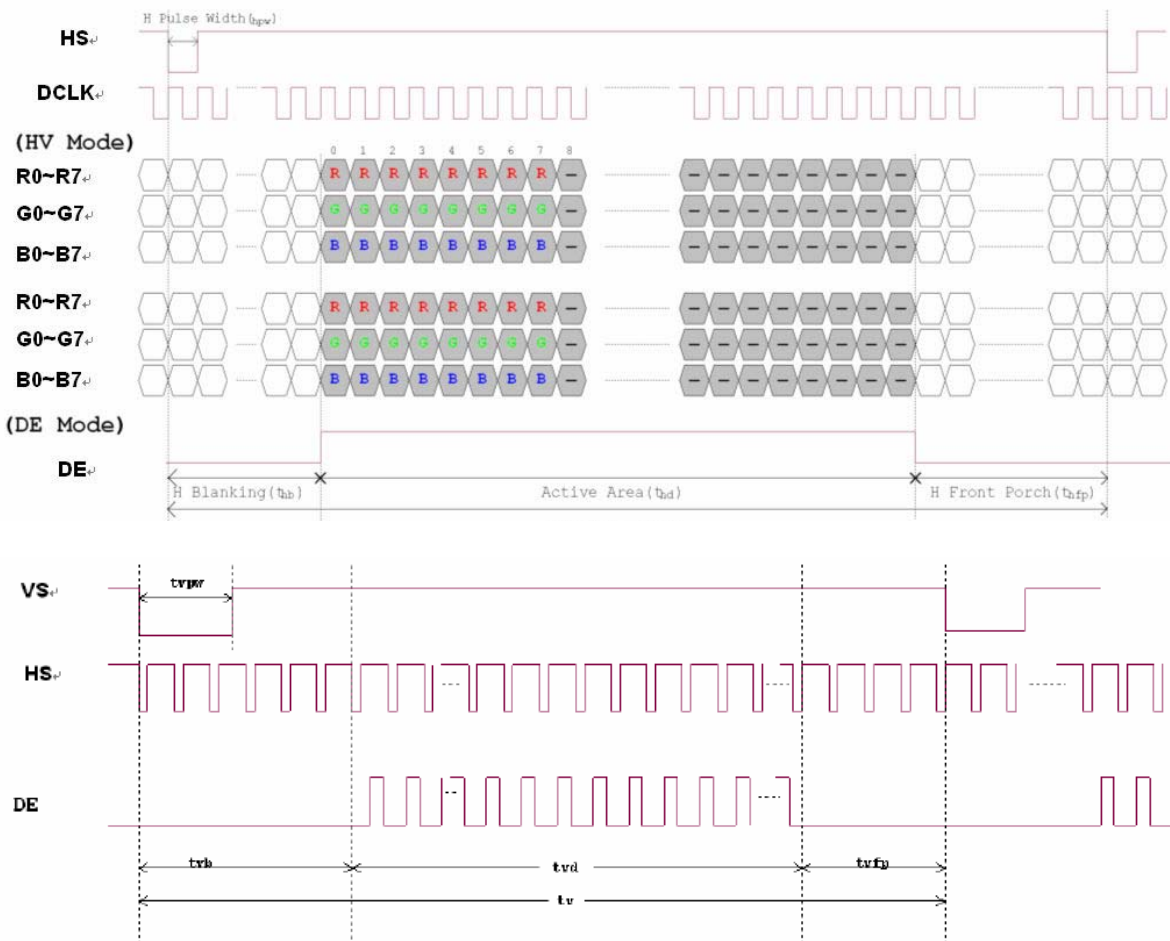 H Pulse Width(hpw)
HS
DCLK
(HV Mode)
0 1 2 3 4 5 6 7 8
R0~R7 R R R R R R R R – – – – – – – – –
G0~G7 G G G G G G G G – – – – – – – – –
B0~B7 B B B B B B B B – – – – – – – – –
R0~R7 R R R R R R R R – – – – – – – – –
G0~G7 G G G G G G G G – – – – – – – – –
B0~B7 B B B B B B B B – – – – – – – – –
(DE Mode)
DE
H Blanking(thb) Active Area(thd) H Front Porch(thfp)
VS tvpw
HS
DE
tvb tvd tvfp
tv